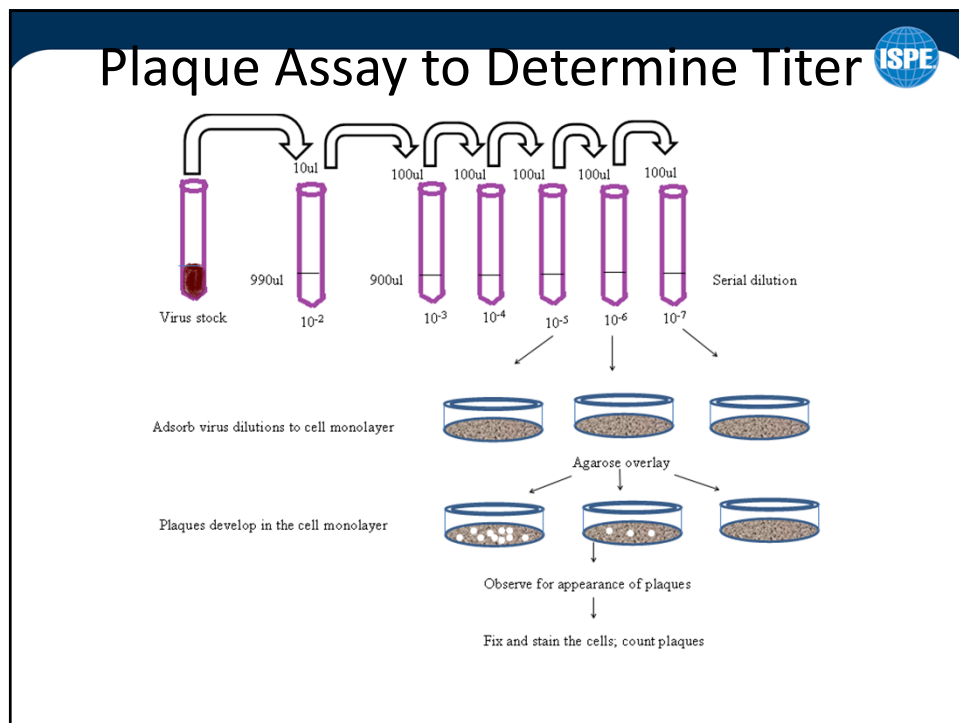 Plaque Assay to Determine Titer
ISPE
10ul
100ul
100ul
100ul
100ul
100ul
990ul
900ul
Serial dilution
Virus stock
10-2
10-3
10-4
10-5
10-6
10-7
Adsorb virus dilutions to cell monolayer
Agarose overlay
Plaques develop in the cell monolayer
Observe for appearance of plaques
Fix and stain the cells; count plaques